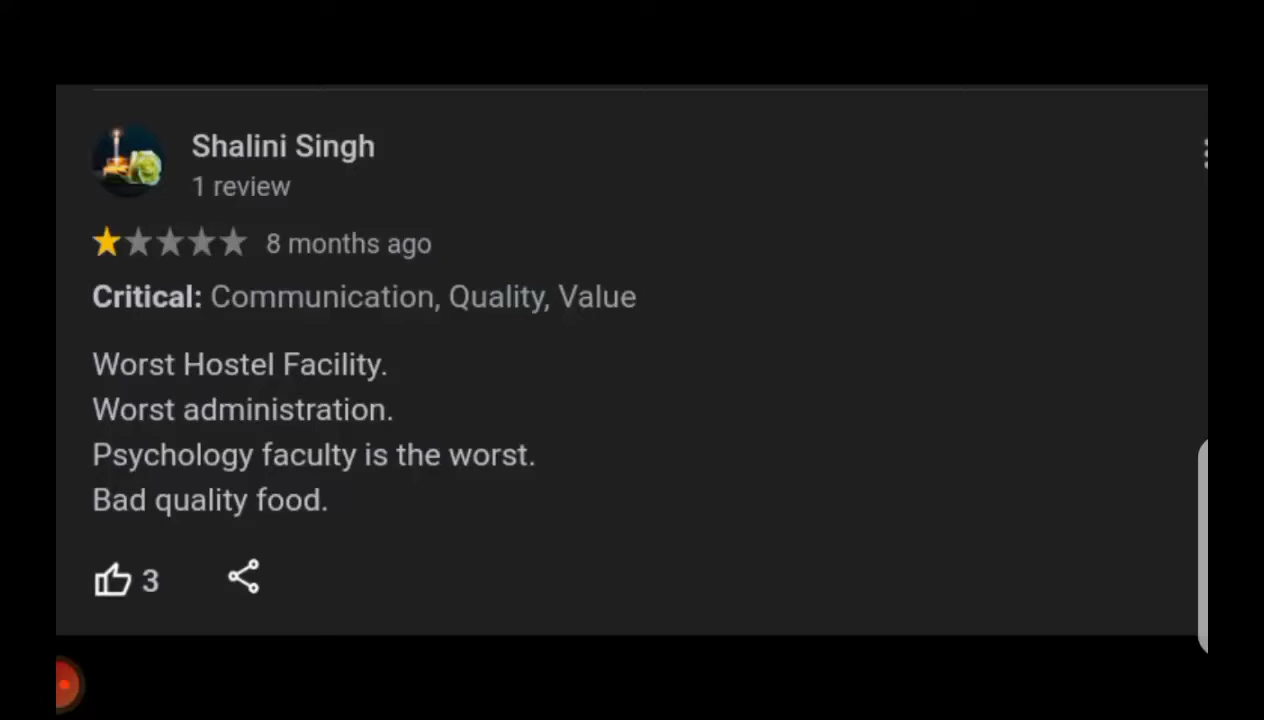 Shalini Singh
1 review
8 months ago
Critical: Communication, Quality, Value
Worst Hostel Facility.
Worst administration.
Psychology faculty is the worst.
Bad quality food.
3